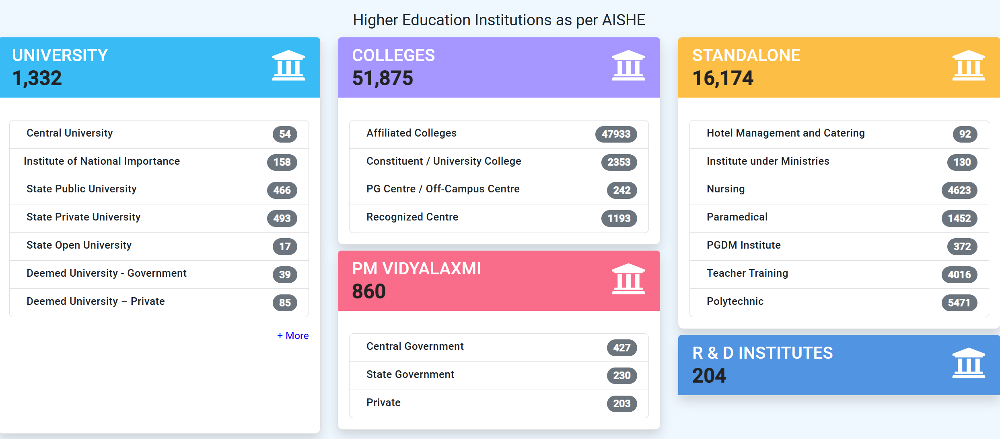 Higher Education Institutions as per AISHE
UNIVERSITY
1,332
Central University 54
Institute of National Importance 158
State Public University 466
State Private University 493
State Open University 17
Deemed University - Government 39
Deemed University – Private 85
+ More
COLLEGES
51,875
Affiliated Colleges 47933
Constituent / University College 2353
PG Centre / Off-Campus Centre 242
Recognized Centre 1193
PM VIDYALAXMI
860
Central Government 427
State Government 230
Private 203
STANDALONE
16,174
Hotel Management and Catering 92
Institute under Ministries 130
Nursing 4623
Paramedical 1452
PGDM Institute 372
Teacher Training 4016
Polytechnic 5471
R & D INSTITUTES
204